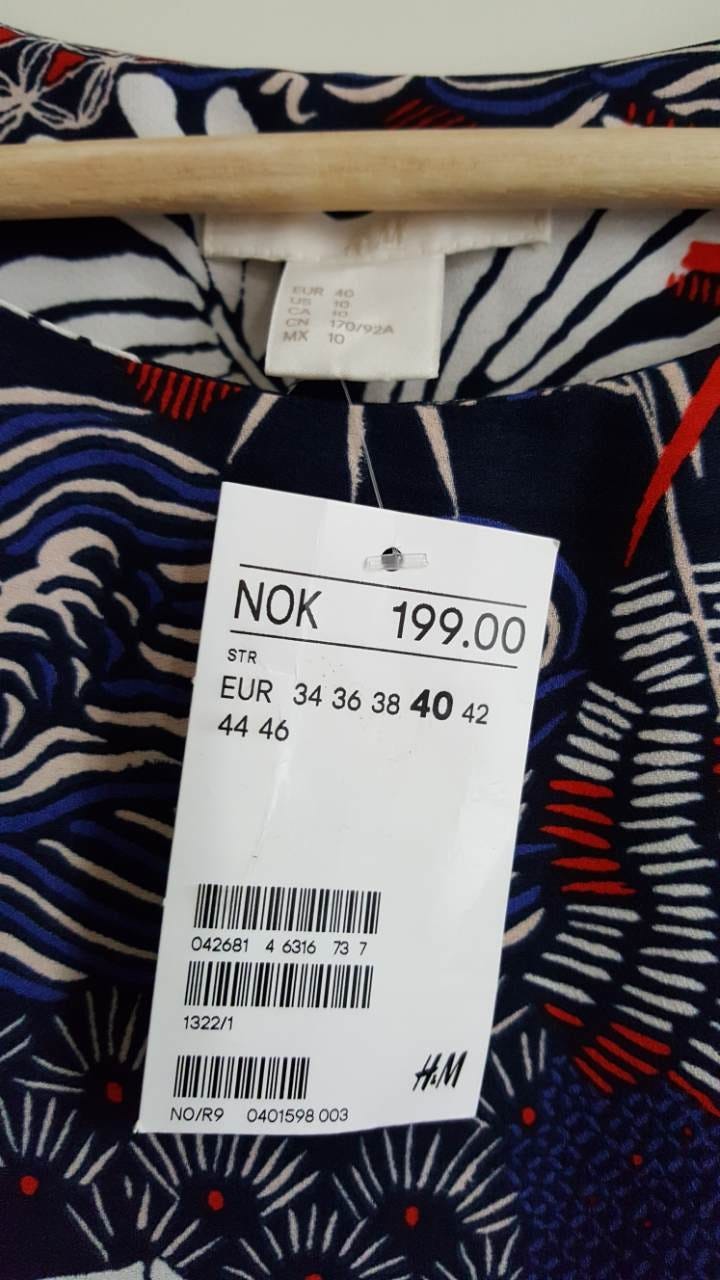 EUR 40
US 10
CA 10
CN 170/92A
MX 10
NOK 199.00
STR
EUR 34 36 38 40 42
44 46
042681 4 6316 73 7
1322/1
H&M
NO/R9 0401598 003